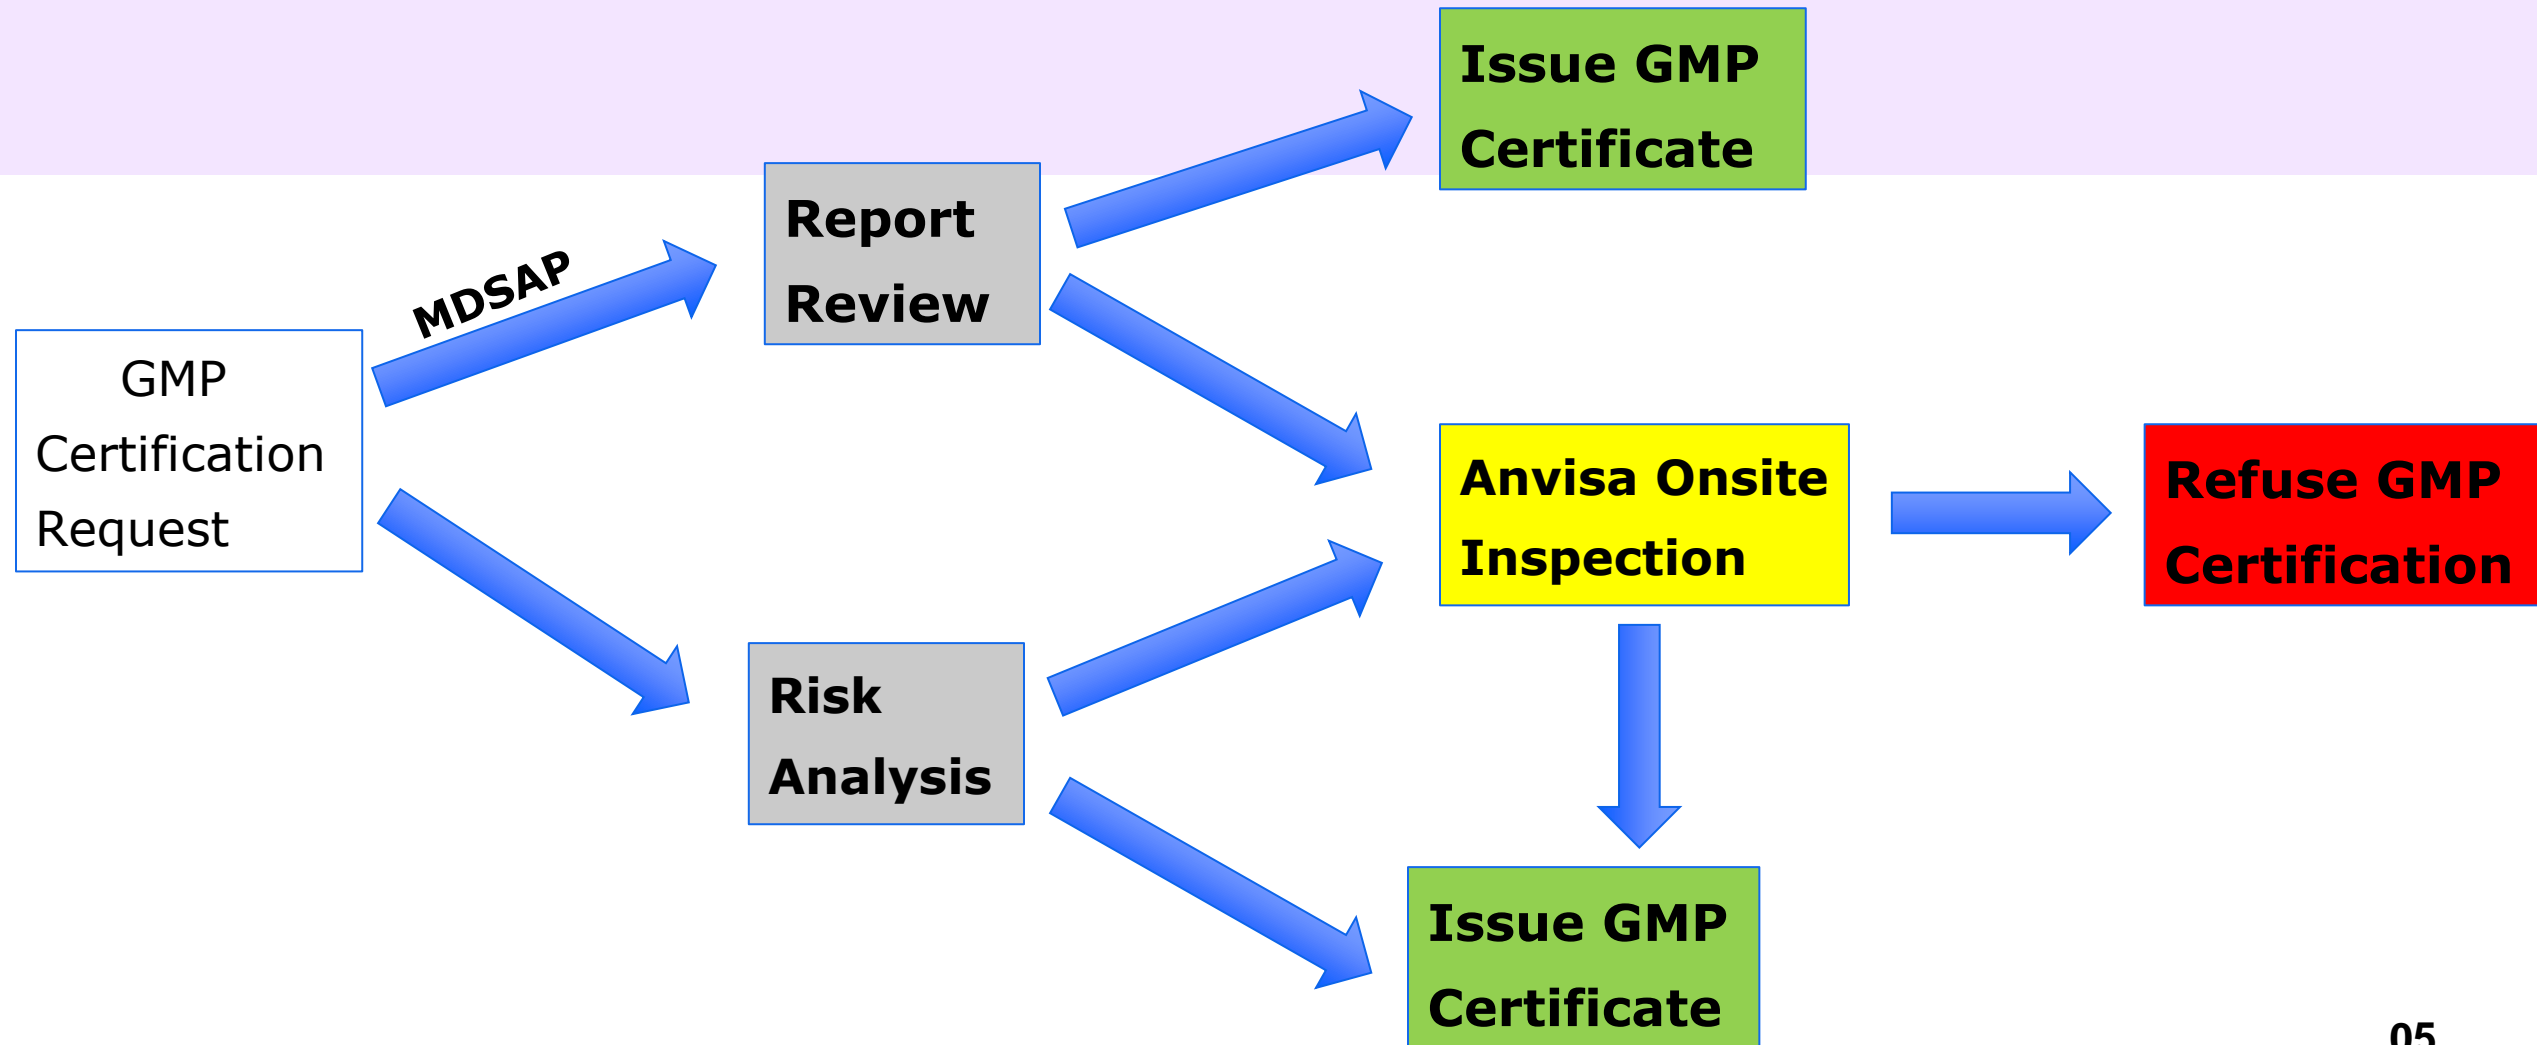 Issue GMP
Certificate
Report
Review
MDSAP
GMP
Certification
Request
Anvisa Onsite
Inspection
Refuse GMP
Certification
Risk
Analysis
Issue GMP
Certificate
05